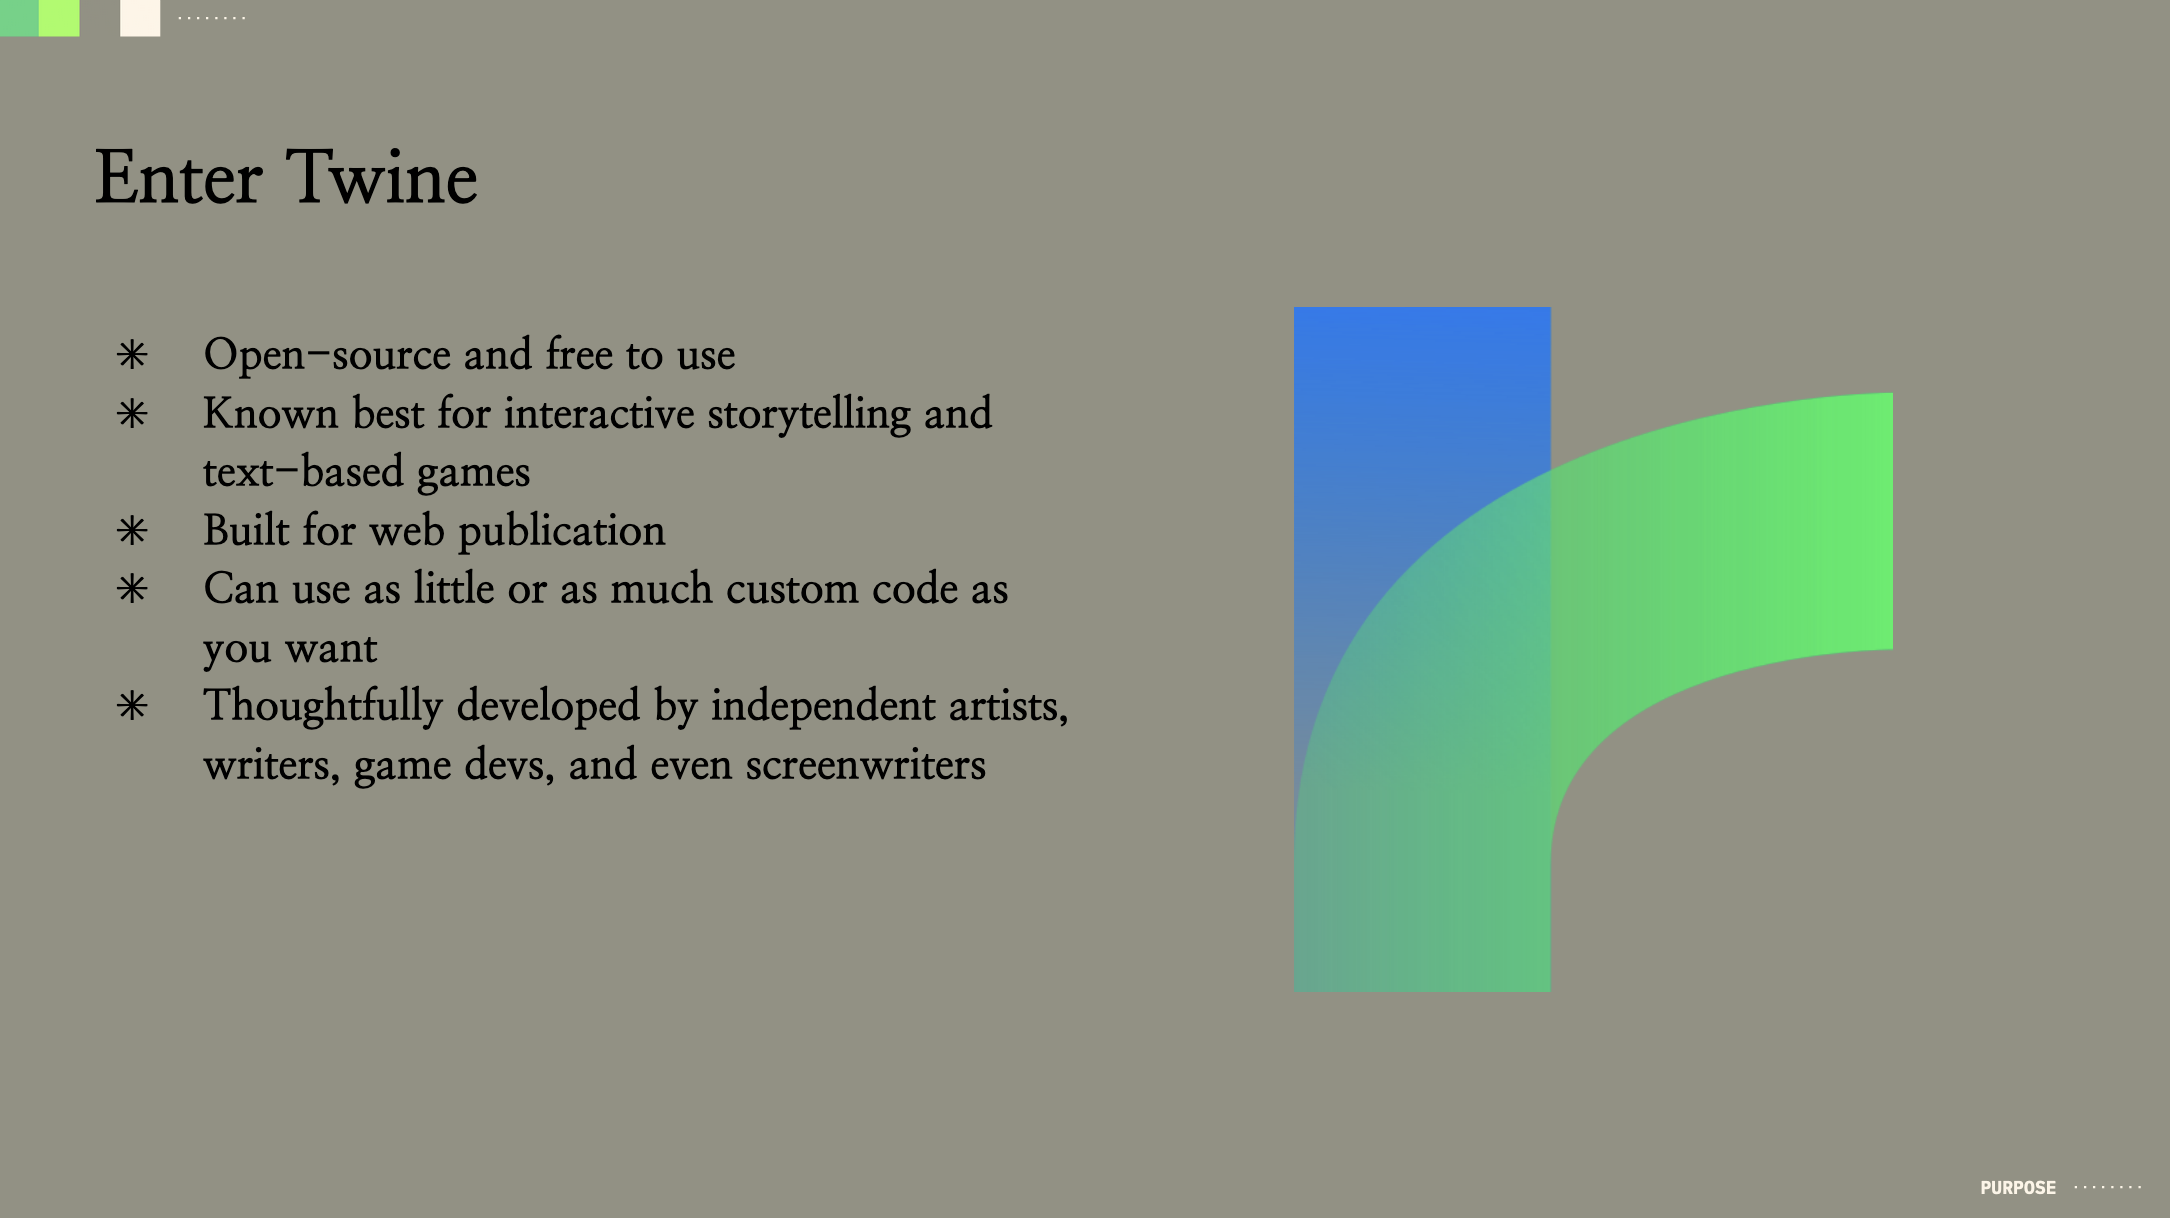 Enter Twine
✳ Open-source and free to use
✳ Known best for interactive storytelling and
text-based games
✳ Built for web publication
✳ Can use as little or as much custom code as
you want
✳ Thoughtfully developed by independent artists,
writers, game devs, and even screenwriters
PURPOSE